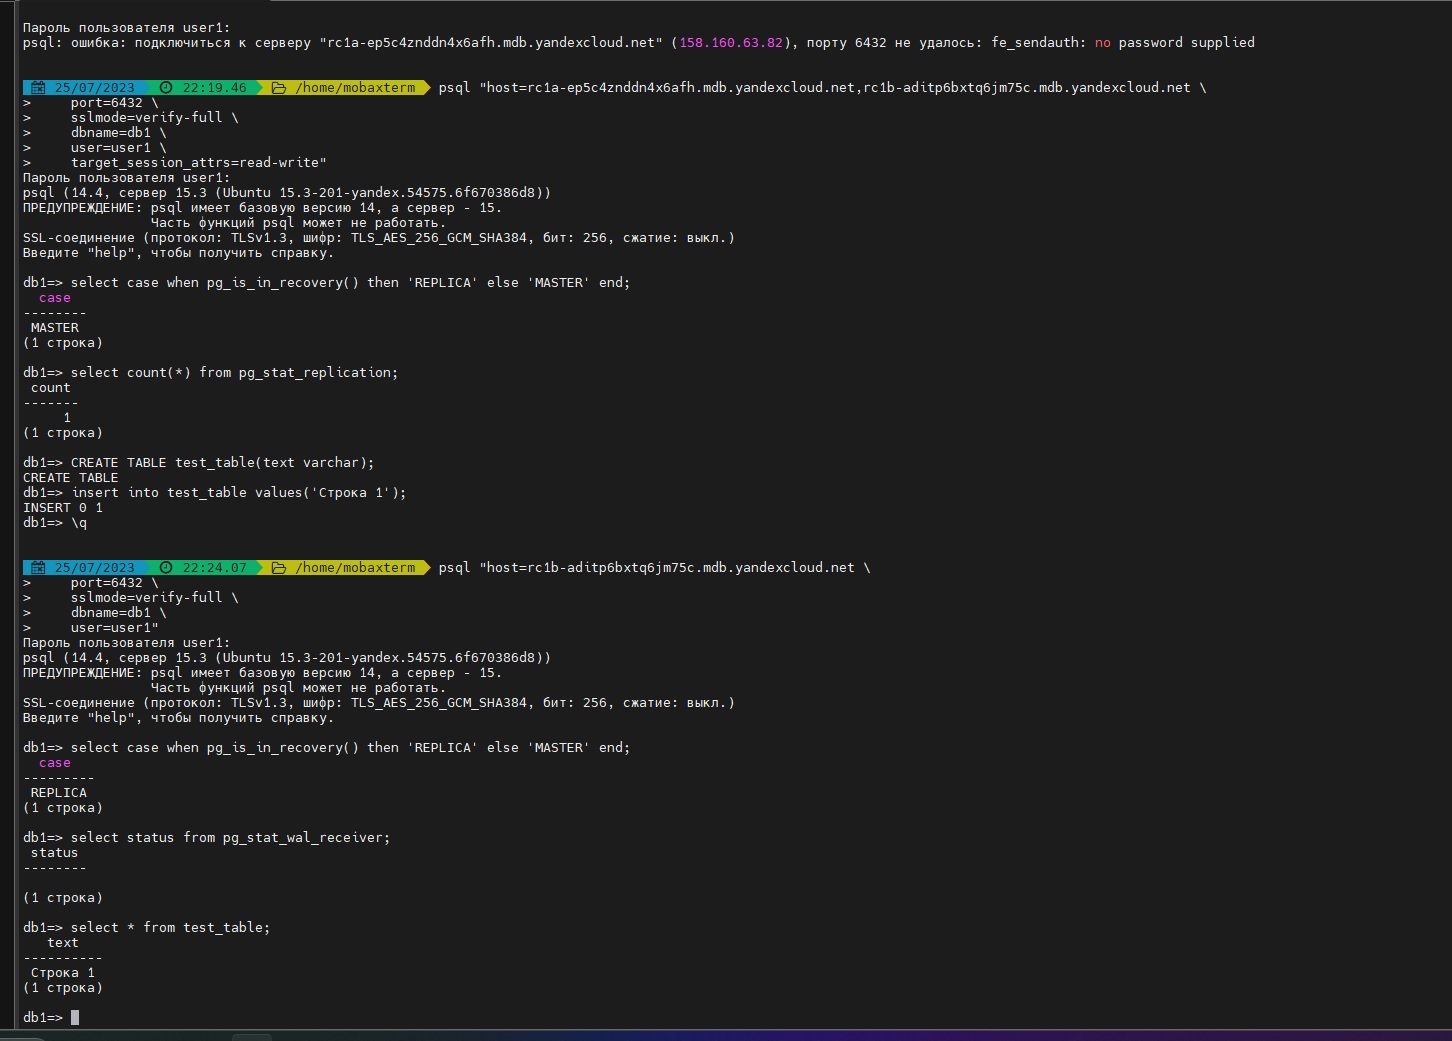 Пароль пользователя user1:
psql: ошибка: подключиться к серверу "rc1a-ep5c4znddn4x6afh.mdb.yandexcloud.net" (158.160.63.82), порту 6432 не удалось: fe_sendauth: no password supplied
25/07/2023 22:19.46 /home/mobaxterm psql "host=rc1a-ep5c4znddn4x6afh.mdb.yandexcloud.net,rc1b-aditp6bxtq6jm75c.mdb.yandexcloud.net \
>     port=6432 \
>     sslmode=verify-full \
>     dbname=db1 \
>     user=user1 \
>     target_session_attrs=read-write"
Пароль пользователя user1:
psql (14.4, сервер 15.3 (Ubuntu 15.3-201-yandex.54575.6f670386d8))
ПРЕДУПРЕЖДЕНИЕ: psql имеет базовую версию 14, а сервер - 15.
                Часть функций psql может не работать.
SSL-соединение (протокол: TLSv1.3, шифр: TLS_AES_256_GCM_SHA384, бит: 256, сжатие: выкл.)
Введите "help", чтобы получить справку.
db1=> select case when pg_is_in_recovery() then 'REPLICA' else 'MASTER' end;
  case
--------
 MASTER
(1 строка)
db1=> select count(*) from pg_stat_replication;
 count
-------
     1
(1 строка)
db1=> CREATE TABLE test_table(text varchar);
CREATE TABLE
db1=> insert into test_table values('Строка 1');
INSERT 0 1
db1=> \q
25/07/2023 22:24.07 /home/mobaxterm psql "host=rc1b-aditp6bxtq6jm75c.mdb.yandexcloud.net \
>     port=6432 \
>     sslmode=verify-full \
>     dbname=db1 \
>     user=user1"
Пароль пользователя user1:
psql (14.4, сервер 15.3 (Ubuntu 15.3-201-yandex.54575.6f670386d8))
ПРЕДУПРЕЖДЕНИЕ: psql имеет базовую версию 14, а сервер - 15.
                Часть функций psql может не работать.
SSL-соединение (протокол: TLSv1.3, шифр: TLS_AES_256_GCM_SHA384, бит: 256, сжатие: выкл.)
Введите "help", чтобы получить справку.
db1=> select case when pg_is_in_recovery() then 'REPLICA' else 'MASTER' end;
  case
---------
 REPLICA
(1 строка)
db1=> select status from pg_stat_wal_receiver;
 status
--------
(1 строка)
db1=> select * from test_table;
   text
----------
 Строка 1
(1 строка)
db1=>